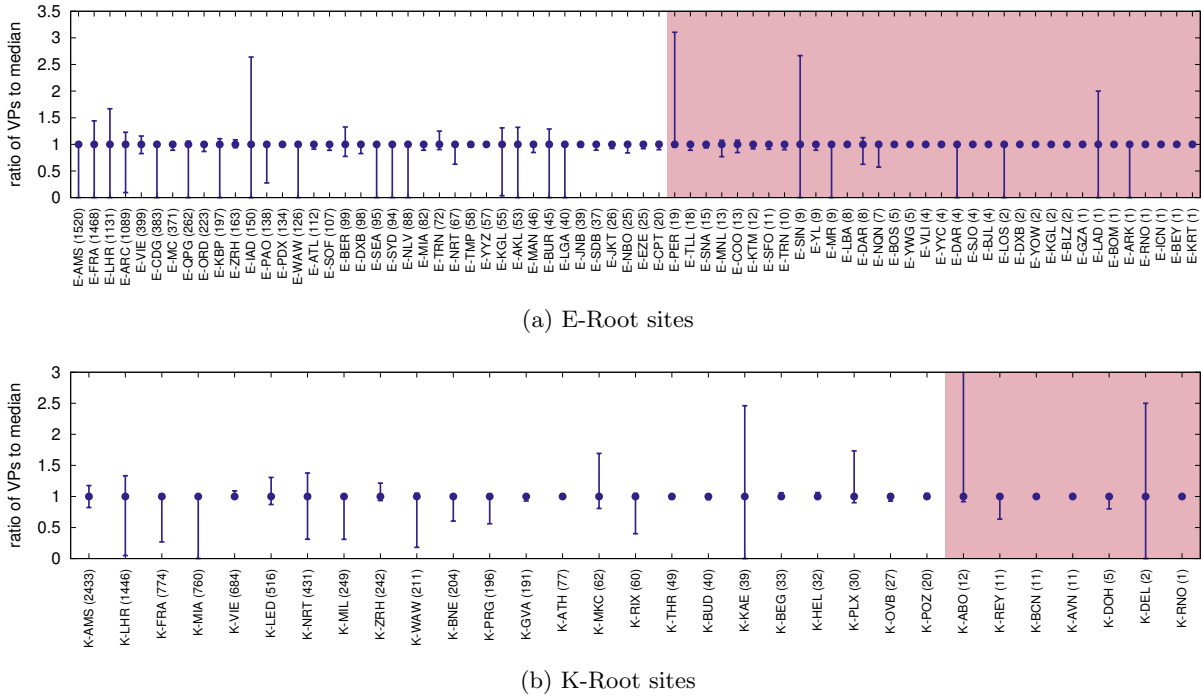 ratio of VPs to median
3.5
3
2.5
2
1.5
1
0.5
0
E-AMS (1520)
E-FRA (1468)
E-LHR (1131)
E-ARC (1089)
E-VIE (399)
E-CDG (383)
E-MC (371)
E-QPG (262)
E-ORD (223)
E-KBP (197)
E-ZRH (163)
E-IAD (150)
E-PAO (138)
E-PDX (134)
E-WAW (126)
E-ATL (112)
E-SOF (107)
E-BER (99)
E-DXB (98)
E-SEA (95)
E-SYD (94)
E-NLV (88)
E-MIA (82)
E-TRN (72)
E-NRT (67)
E-TMP (58)
E-YYZ (57)
E-KGL (55)
E-AKL (53)
E-MAN (46)
E-BUR (45)
E-LGA (40)
E-JNB (39)
E-SDB (37)
E-JKT (26)
E-NBO (25)
E-EZE (25)
E-CPT (20)
E-PER (19)
E-TLL (18)
E-SNA (15)
E-MNL (13)
E-COO (13)
E-KTM (12)
E-SFO (11)
E-TRN (10)
E-SIN (9)
E-YL (9)
E-MR (9)
E-LBA (8)
E-DAR (8)
E-NQN (7)
E-BOS (5)
E-YWG (5)
E-VLI (4)
E-YYC (4)
E-DAR (4)
E-SJO (4)
E-BJL (4)
E-LOS (2)
E-DXB (2)
E-YOW (2)
E-KGL (2)
E-BLZ (2)
E-GZA (1)
E-LAD (1)
E-BOM (1)
E-ARK (1)
E-RNO (1)
E-ICN (1)
E-BEY (1)
E-KRT (1)
(a) E-Root sites
ratio of VPs to median
3
2.5
2
1.5
1
0.5
0
K-AMS (2433)
K-LHR (1446)
K-FRA (774)
K-MIA (760)
K-VIE (684)
K-LED (516)
K-NRT (431)
K-MIL (249)
K-ZRH (242)
K-WAW (211)
K-BNE (204)
K-PRG (196)
K-GVA (191)
K-ATH (77)
K-MKC (62)
K-RIX (60)
K-THR (49)
K-BUD (40)
K-KAE (39)
K-BEG (33)
K-HEL (32)
K-PLX (30)
K-OVB (27)
K-POZ (20)
K-ABO (12)
K-REY (11)
K-BCN (11)
K-AVN (11)
K-DOH (5)
K-DEL (2)
K-RNO (1)
(b) K-Root sites